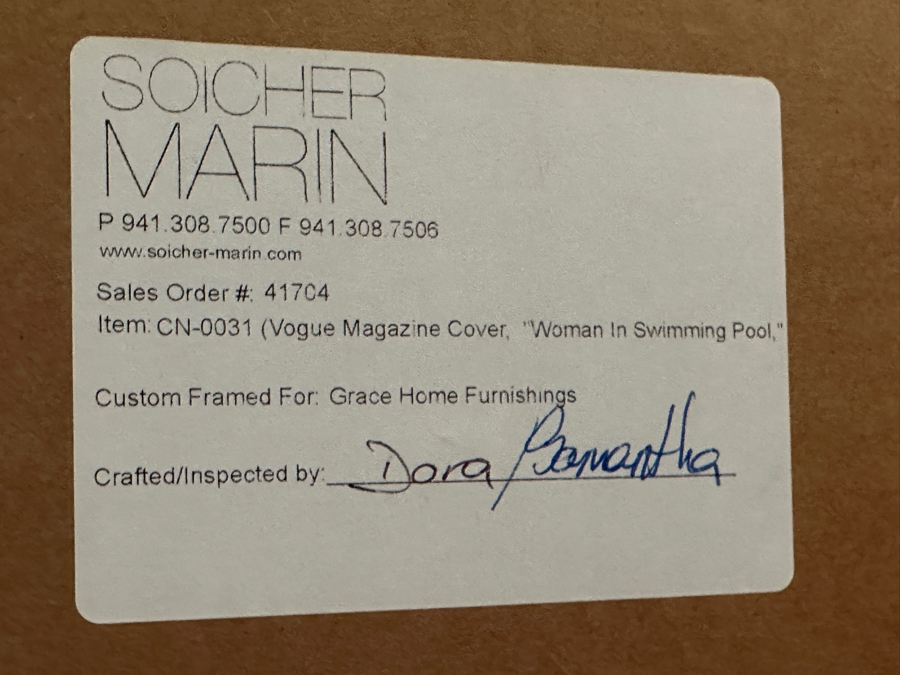 SOICHER
MARIN
P 941.308.7500 F 941.308.7506
www.soicher-marin.com
Sales Order #: 41704
Item: CN-0031 (Vogue Magazine Cover, "Woman In Swimming Pool,"
Custom Framed For: Grace Home Furnishings
Crafted/Inspected by: Dora / Samantha